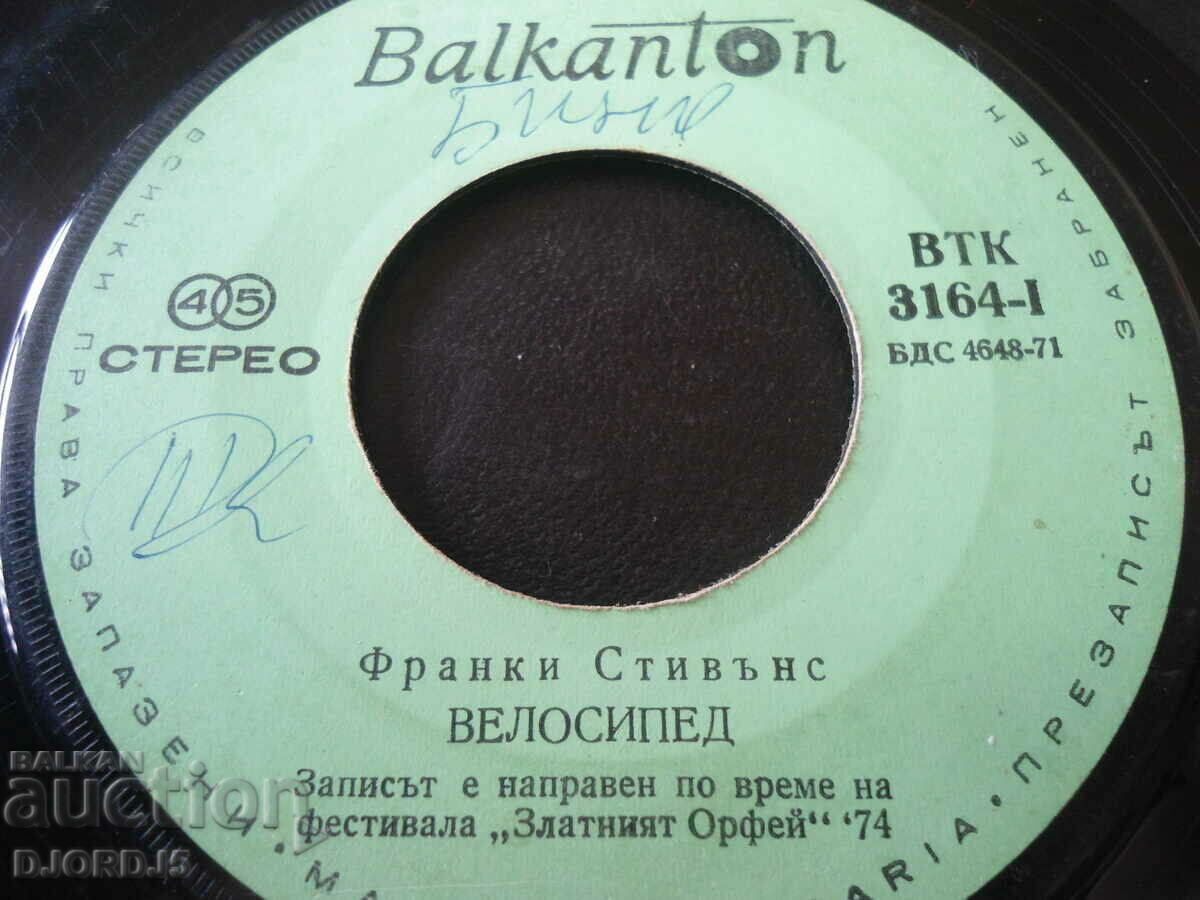 Balkanton
45
СТЕРЕО
ВТК
3164-I
БДС 4648-71
Франки Стивънс
ВЕЛОСИПЕД
Записът е направен по време на
фестивала „Златният Орфей“ ‘74
ВСИЧКИ ПРАВА ЗАПАЗЕНИ •
ARIA • ПРЕЗАПИСЪТ ЗАБРАНЕН
BALKAN
auction
DJORDJ5